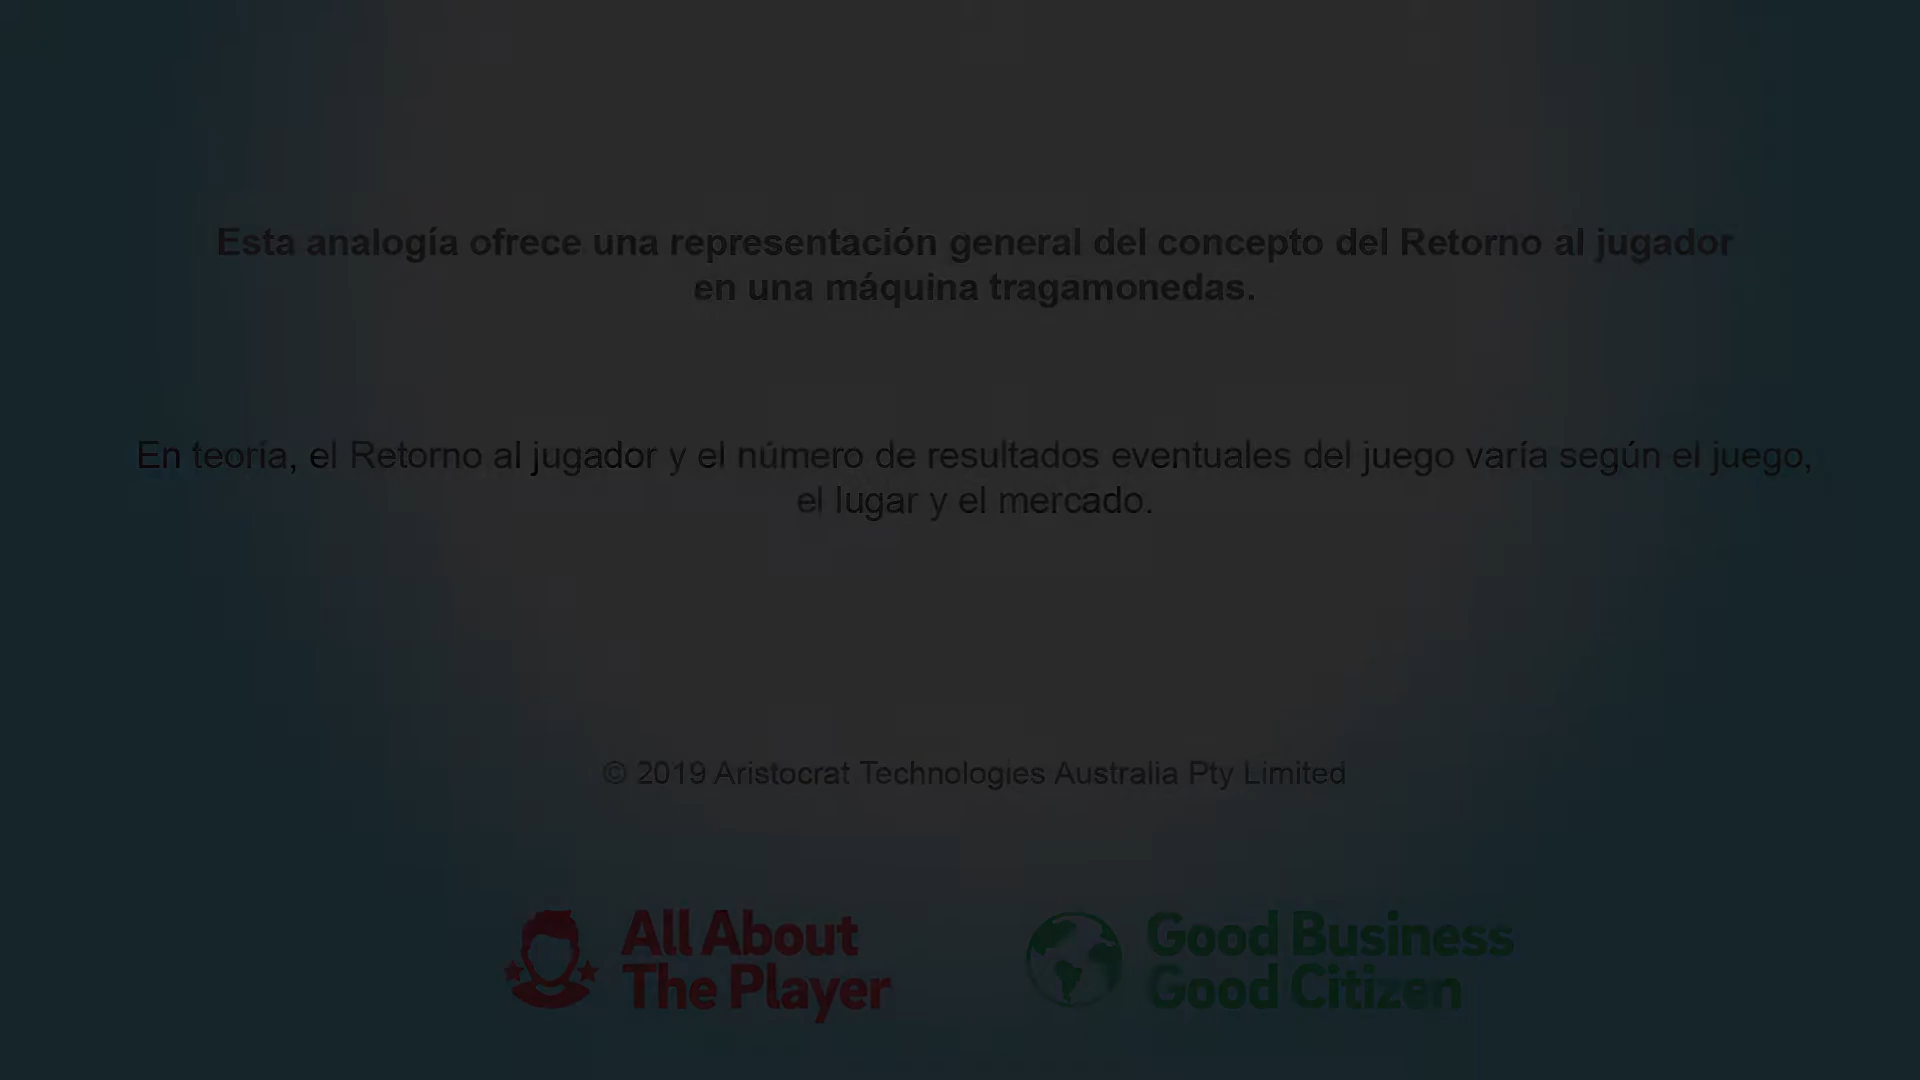 Esta analogía ofrece una representación general del concepto del Retorno al jugador
en una máquina tragamonedas.
En teoría, el Retorno al jugador y el número de resultados eventuales del juego varía según el juego,
el lugar y el mercado.
© 2019 Aristocrat Technologies Australia Pty Limited
All About
The Player
Good Business
Good Citizen